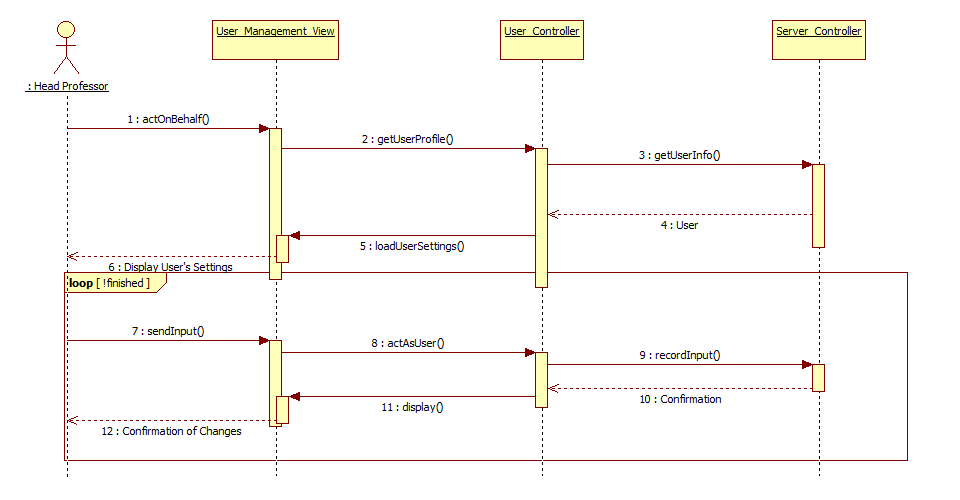 User_Management_View
User_Controller
Server_Controller
: Head Professor
1 : actOnBehalf()
2 : getUserProfile()
3 : getUserInfo()
4 : User
5 : loadUserSettings()
6 : Display User's Settings
loop [ !finished ]
7 : sendInput()
8 : actAsUser()
9 : recordInput()
10 : Confirmation
11 : display()
12 : Confirmation of Changes